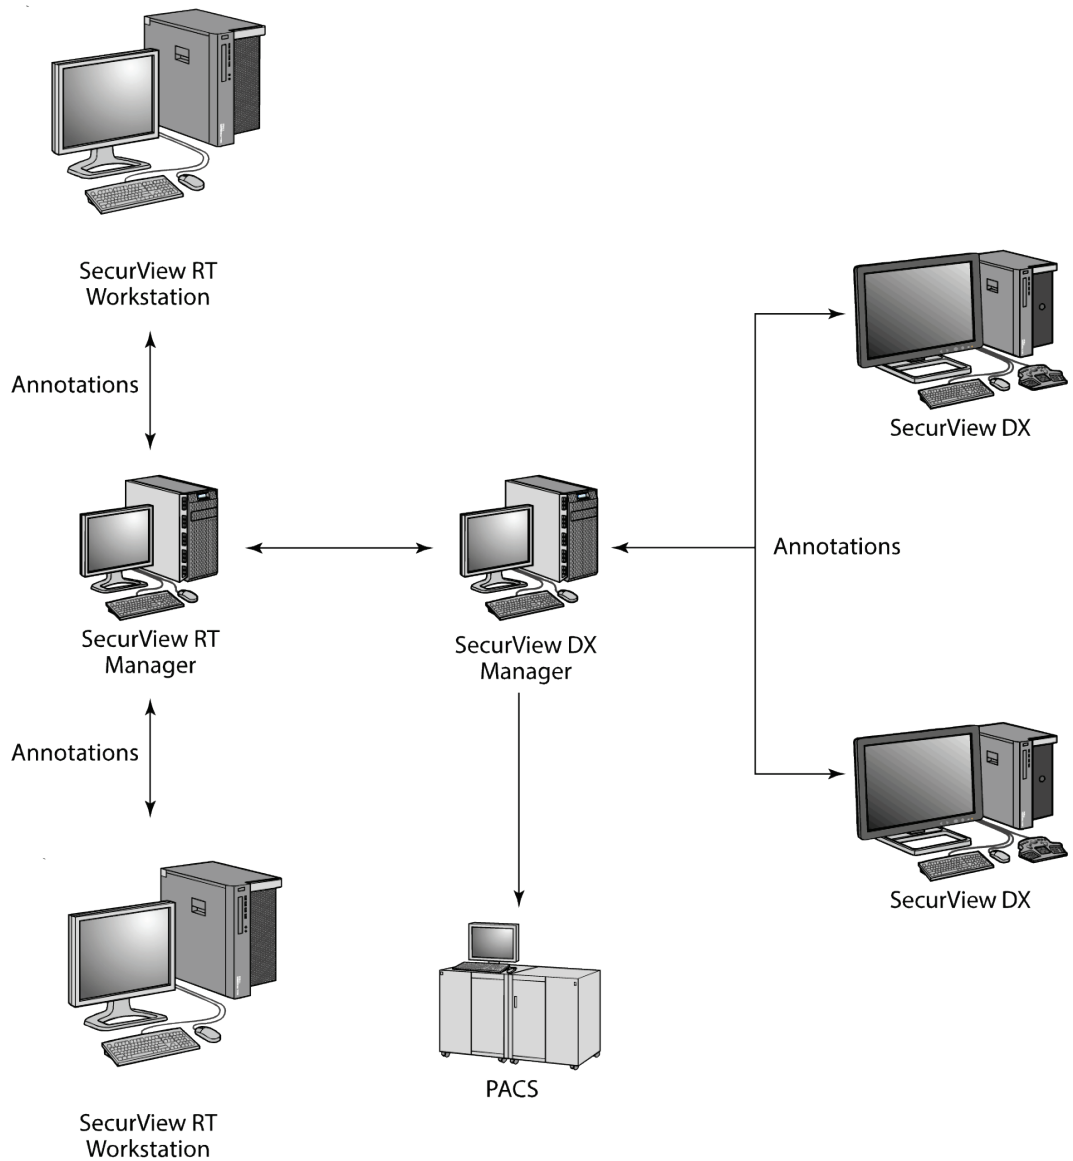 SecurView RT
Workstation
Annotations
SecurView DX
Annotations
SecurView RT
Manager
SecurView DX
Manager
Annotations
SecurView DX
PACS
SecurView RT
Workstation